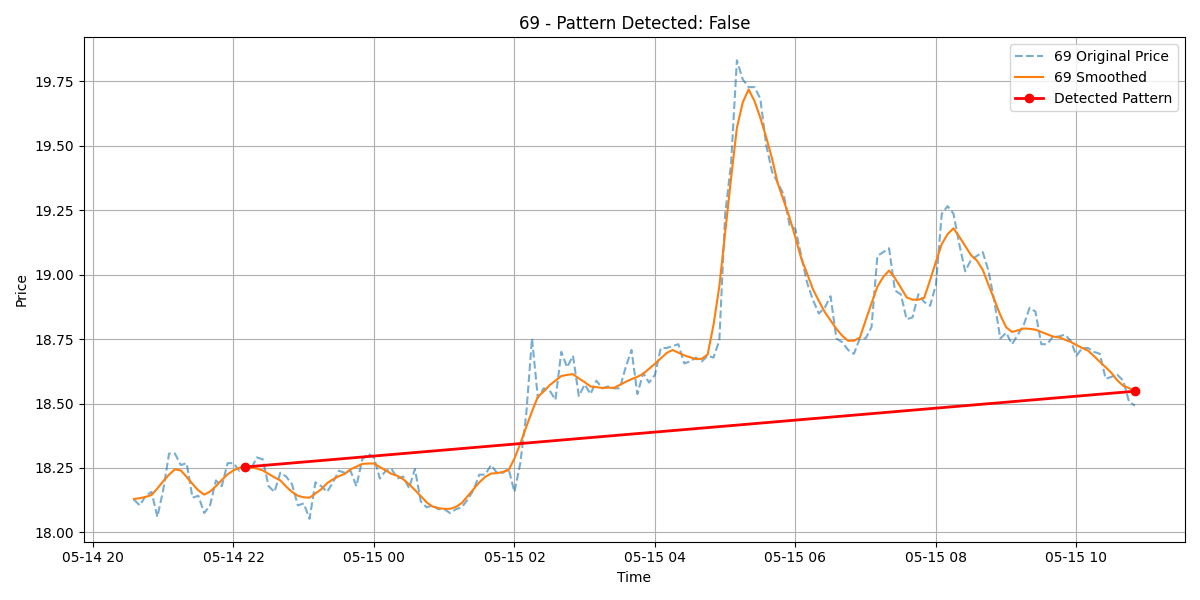 69 - Pattern Detected: False
69 Original Price
69 Smoothed
Detected Pattern
Price
19.75
19.50
19.25
19.00
18.75
18.50
18.25
18.00
05-14 20
05-14 22
05-15 00
05-15 02
05-15 04
05-15 06
05-15 08
05-15 10
Time